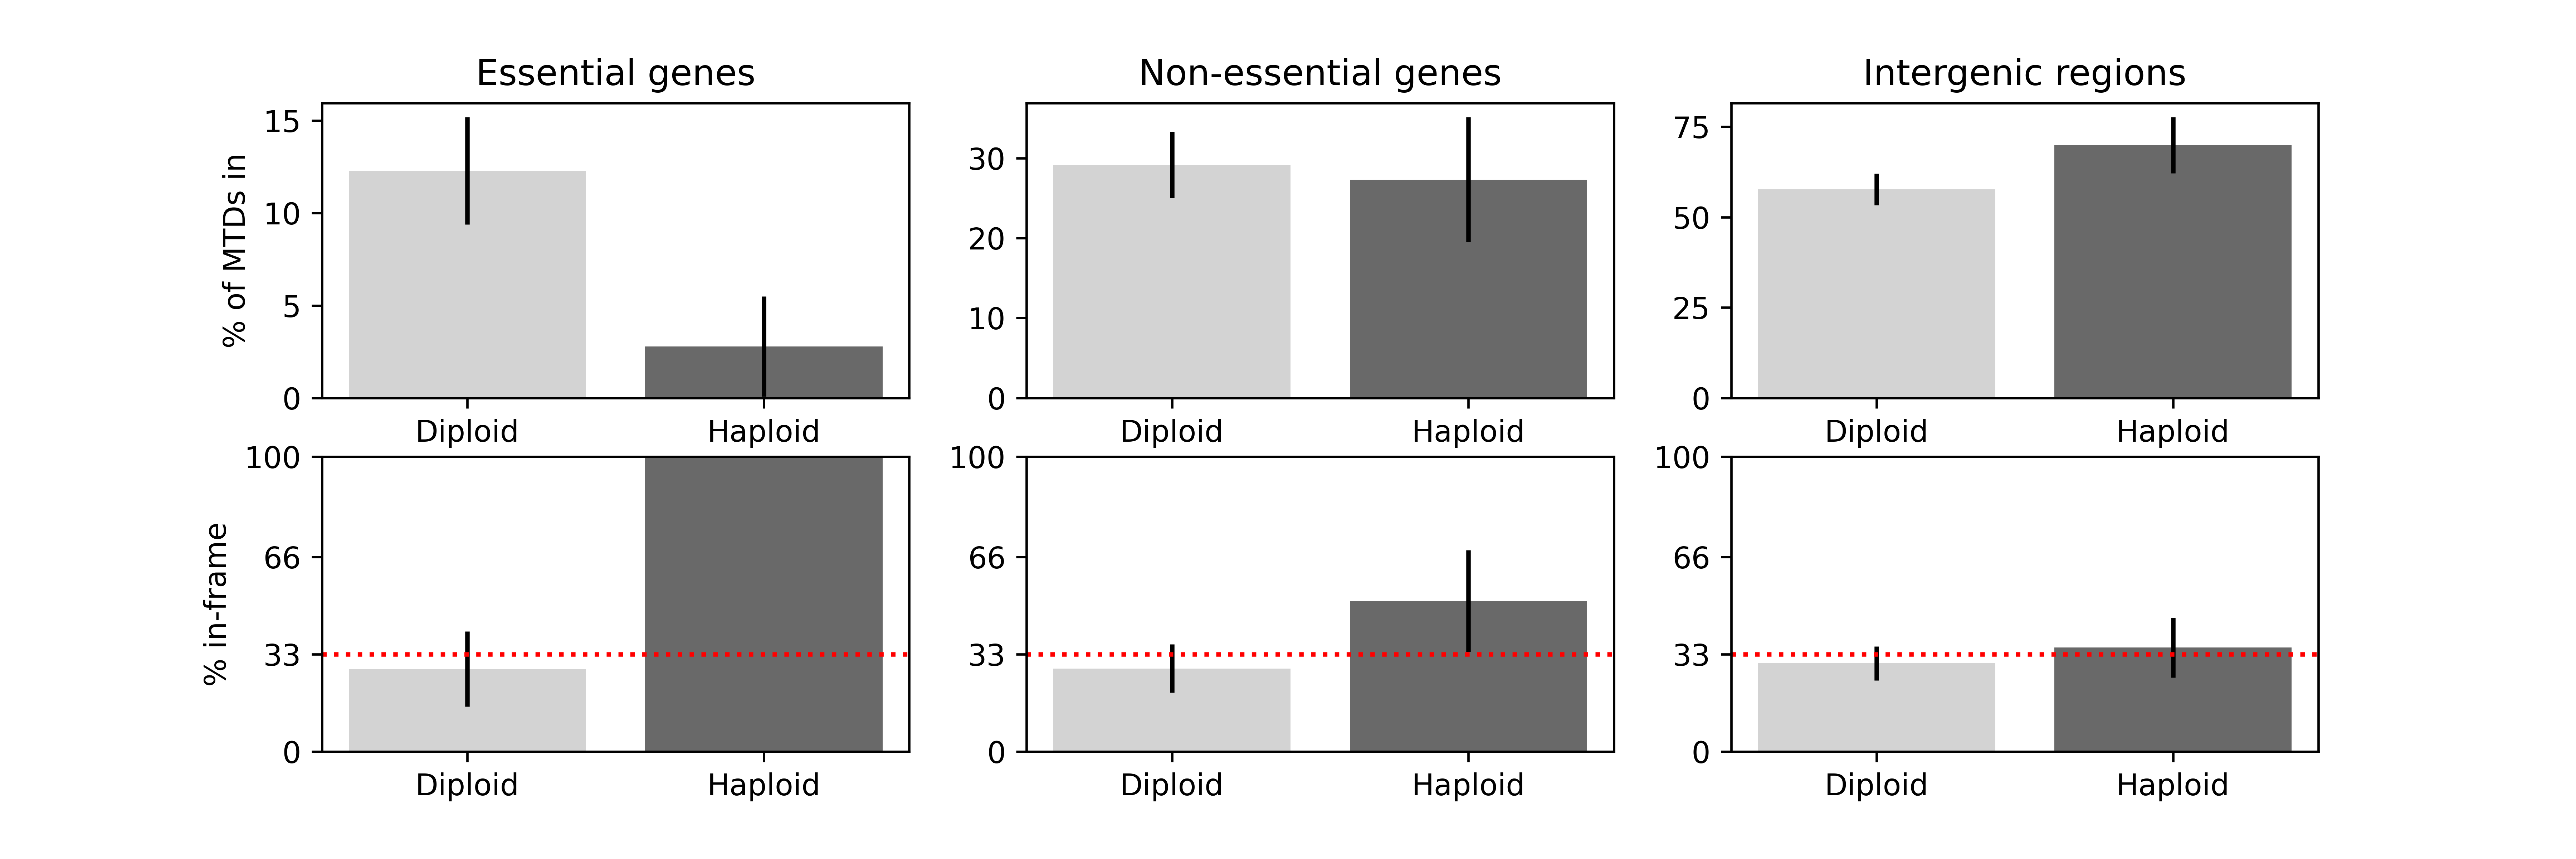 Essential genes
Non-essential genes
Intergenic regions
% of MTDs in
15
10
5
0
Diploid
Haploid
30
20
10
0
Diploid
Haploid
75
50
25
0
Diploid
Haploid
% in-frame
100
66
33
0
Diploid
Haploid
100
66
33
0
Diploid
Haploid
100
66
33
0
Diploid
Haploid